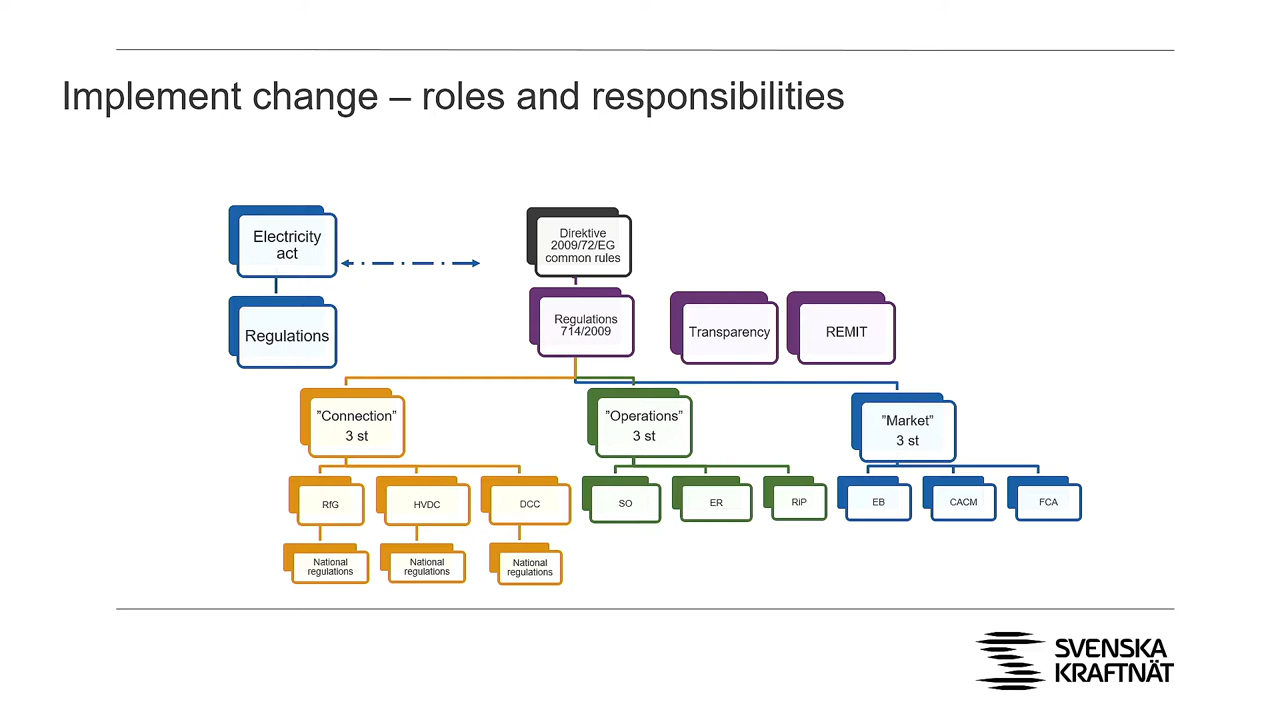 Implement change – roles and responsibilities
Electricity
act
Direktive
2009/72/EG
common rules
Regulations
Regulations
714/2009
Transparency
REMIT
”Connection”
3 st
”Operations”
3 st
”Market”
3 st
RfG
HVDC
DCC
SO
ER
RiP
EB
CACM
FCA
National
regulations
National
regulations
National
regulations
SVENSKA
KRAFTNÄT